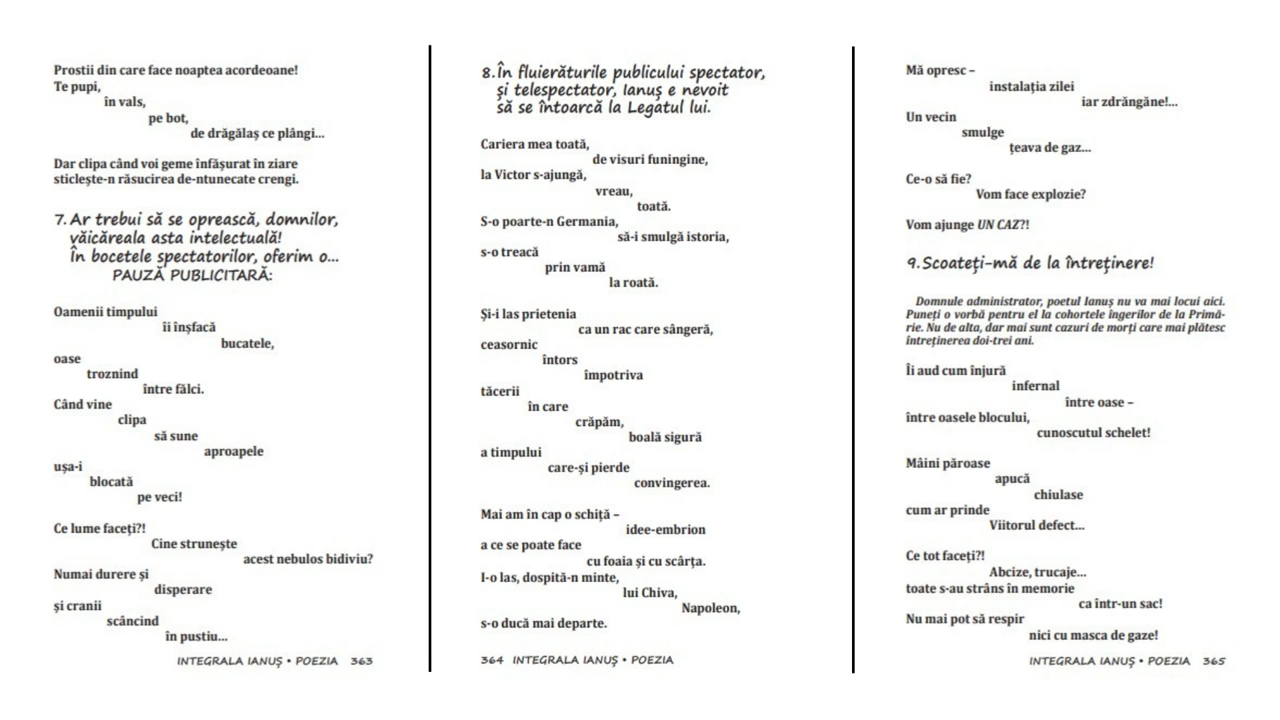 Prostii din care face noaptea acordeoane!
Te pupi,
în vals,
pe bot,
de drăgălaș ce plângi...
Dar clipa când voi geme înfășurat în ziare
sticlește-n răsucirea de-ntunecate crengi.
7. Ar trebui să se oprească, domnilor,
văicăreala asta intelectuală!
În bocetele spectatorilor, oferim o...
PAUZĂ PUBLICITARĂ:
Oamenii timpului
îi înșfacă
bucatele,
oase
troznind
între fălci.
Când vine
clipa
să sune
aproapele
ușa-i
blocată
pe veci!
Ce lume faceți?!
Cine strunește
acest nebulos bidiviu?
Numai durere și
disperare
și cranii
scâncind
în pustiu...
INTEGRALA IANUȘ • POEZIA 363
8. În fluierăturile publicului spectator,
și telespectator, Ianuș e nevoit
să se întoarcă la Legatul lui.
Cariera mea toată,
de visuri funingine,
la Victor s-ajungă,
vreau,
toată.
S-o poarte-n Germania,
să-i smulgă istoria,
s-o treacă
prin vamă
la roată.
Și-i las prietenia
ca un rac care sângeră,
ceasornic
întors
împotriva
tăcerii
în care
crăpăm,
boală sigură
a timpului
care-și pierde
convingerea.
Mai am în cap o schiță –
idee-embrion
a ce se poate face
cu foaia și cu scârța.
I-o las, dospită-n minte,
lui Chiva,
Napoleon,
s-o ducă mai departe.
364 INTEGRALA IANUȘ • POEZIA
Mă opresc –
instalația zilei
iar zdrăngăne!...
Un vecin
smulge
țeava de gaz...
Ce-o să fie?
Vom face explozie?
Vom ajunge UN CAZ?!
9. Scoateți-mă de la întreținere!
Domnule administrator, poetul Ianuș nu va mai locui aici.
Puneți o vorbă pentru el la cohortele îngerilor de la Primă-
rie. Nu de alta, dar mai sunt cazuri de morți care mai plătesc
întreținerea doi-trei ani.
Îi aud cum înjură
infernal
între oase –
între oasele blocului,
cunoscutul schelet!
Mâini păroase
apucă
chiulase
cum ar prinde
Viitorul defect...
Ce tot faceți?!
Abcize, trucaje...
toate s-au strâns în memorie
ca într-un sac!
Nu mai pot să respir
nici cu masca de gaze!
INTEGRALA IANUȘ • POEZIA 365